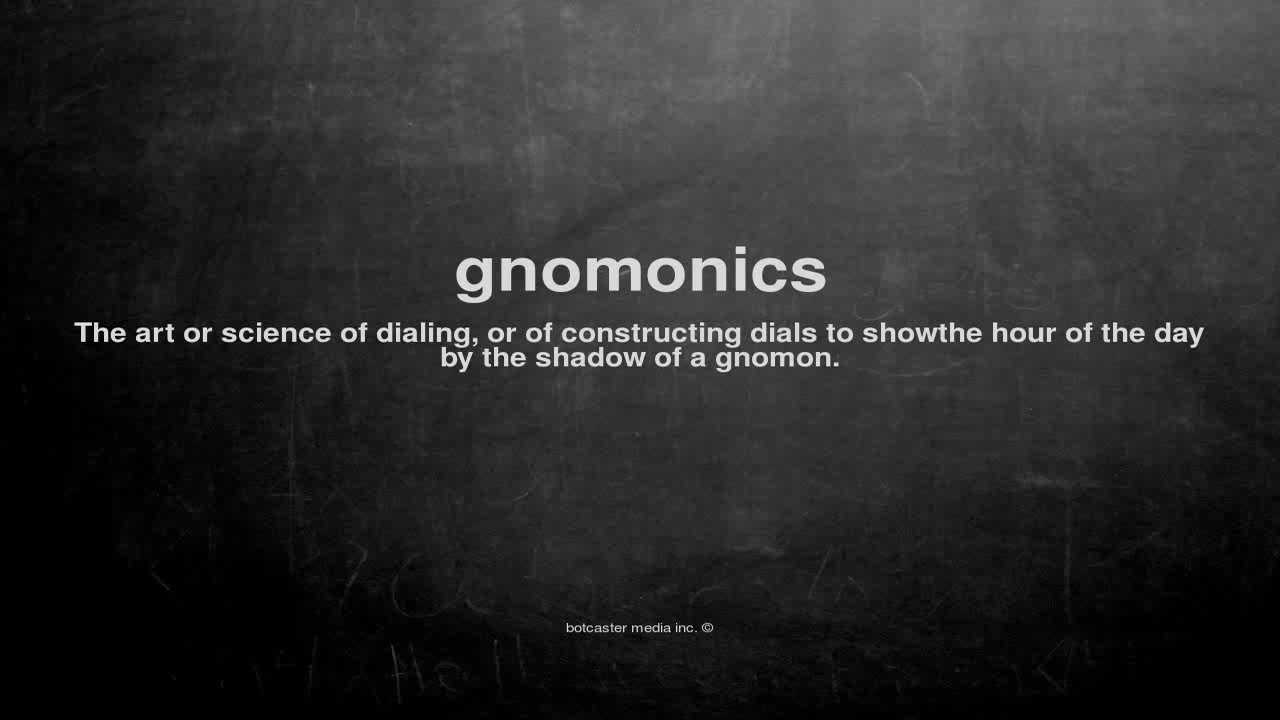 gnomonics
The art or science of dialing, or of constructing dials to showthe hour of the day
by the shadow of a gnomon.
botcaster media inc. ©